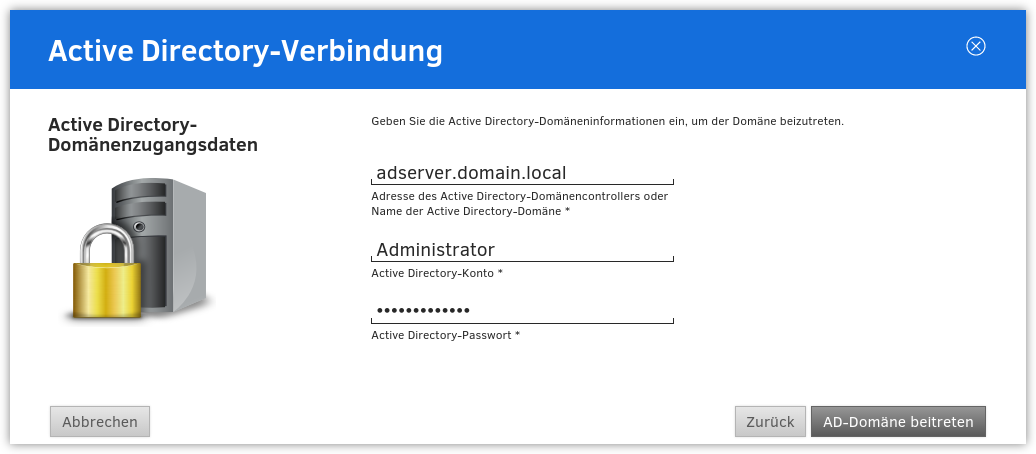 Active Directory-Verbindung
Active Directory-
Domänenzugangsdaten
Geben Sie die Active Directory-Domäneninformationen ein, um der Domäne beizutreten.
adserver.domain.local
Adresse des Active Directory-Domänencontrollers oder
Name der Active Directory-Domäne *
Administrator
Active Directory-Konto *
•••••••••••••
Active Directory-Passwort *
Abbrechen
Zurück
AD-Domäne beitreten